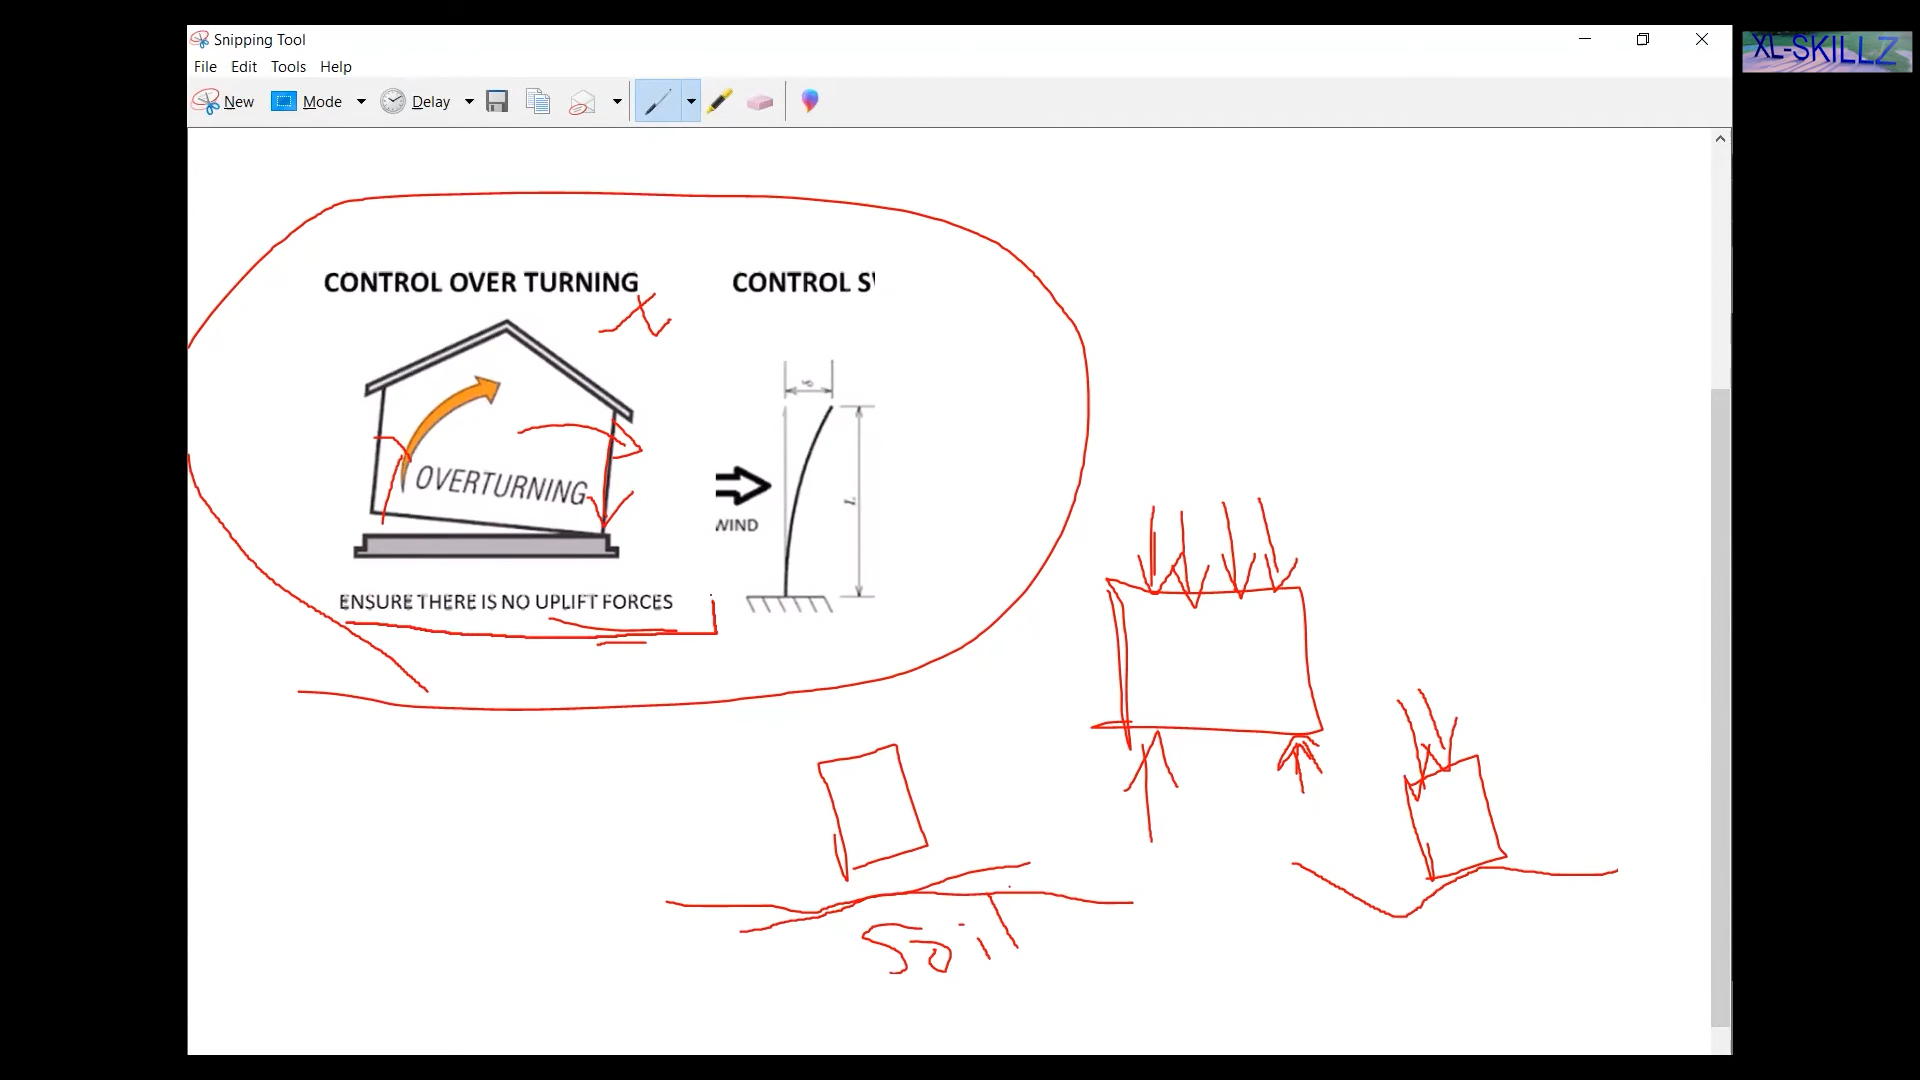 Snipping Tool
File Edit Tools Help
New Mode Delay
XL-SKILLZ
CONTROL OVER TURNING
CONTROL S
OVERTURNING
δ
L
WIND
ENSURE THERE IS NO UPLIFT FORCES
Soil